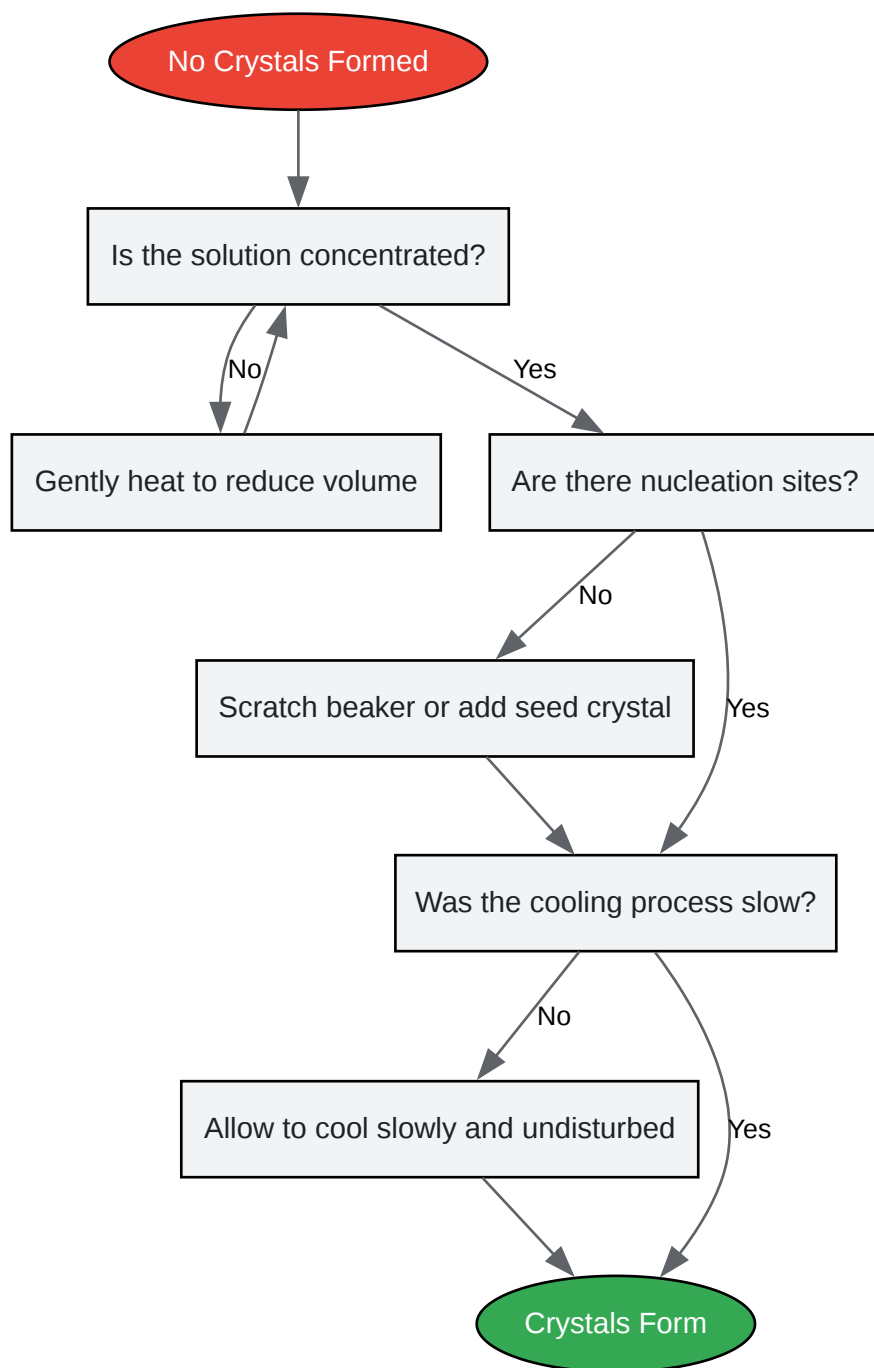 No Crystals Formed
Is the solution concentrated?
No
Yes
Gently heat to reduce volume
Are there nucleation sites?
No
Scratch beaker or add seed crystal
Yes
Was the cooling process slow?
No
Allow to cool slowly and undisturbed
Yes
Crystals Form